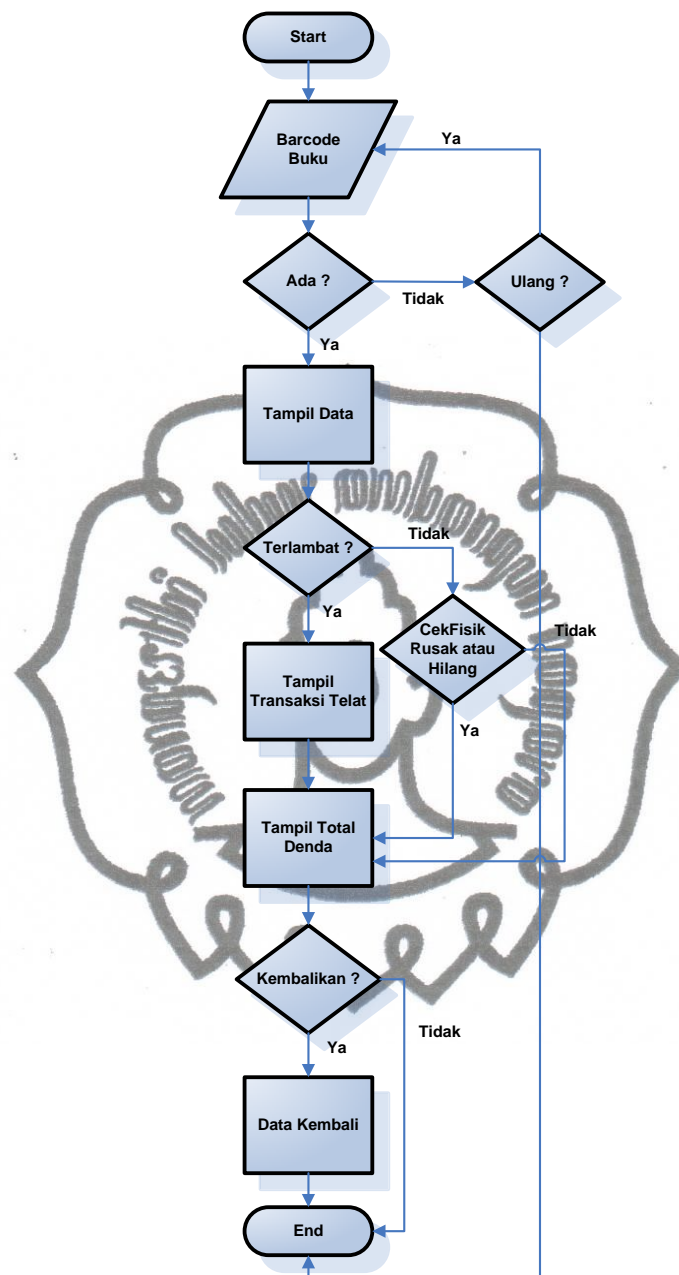 Start
Barcode
Buku
Ya
Ada ?
Tidak
Ulang ?
Ya
Tampil Data
Terlambat ?
Tidak
Ya
CekFisik
Rusak atau
Hilang
Tidak
Tampil
Transaksi Telat
Ya
Tampil Total
Denda
Kembalikan ?
Tidak
Ya
Data Kembali
End